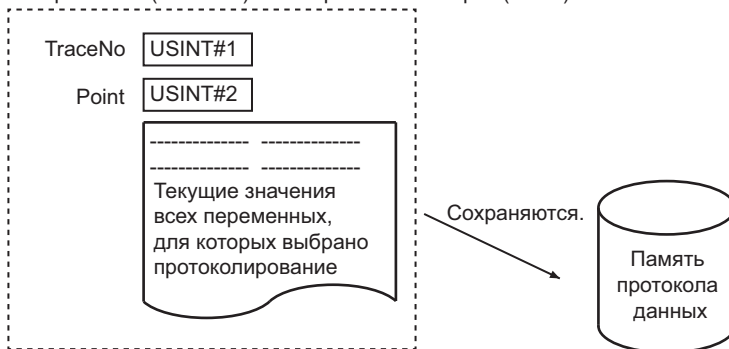 TraceNo USINT#1
Point USINT#2
Текущие значения
всех переменных,
для которых выбрано
протоколирование
Сохраняются.
Память
протокола
данных